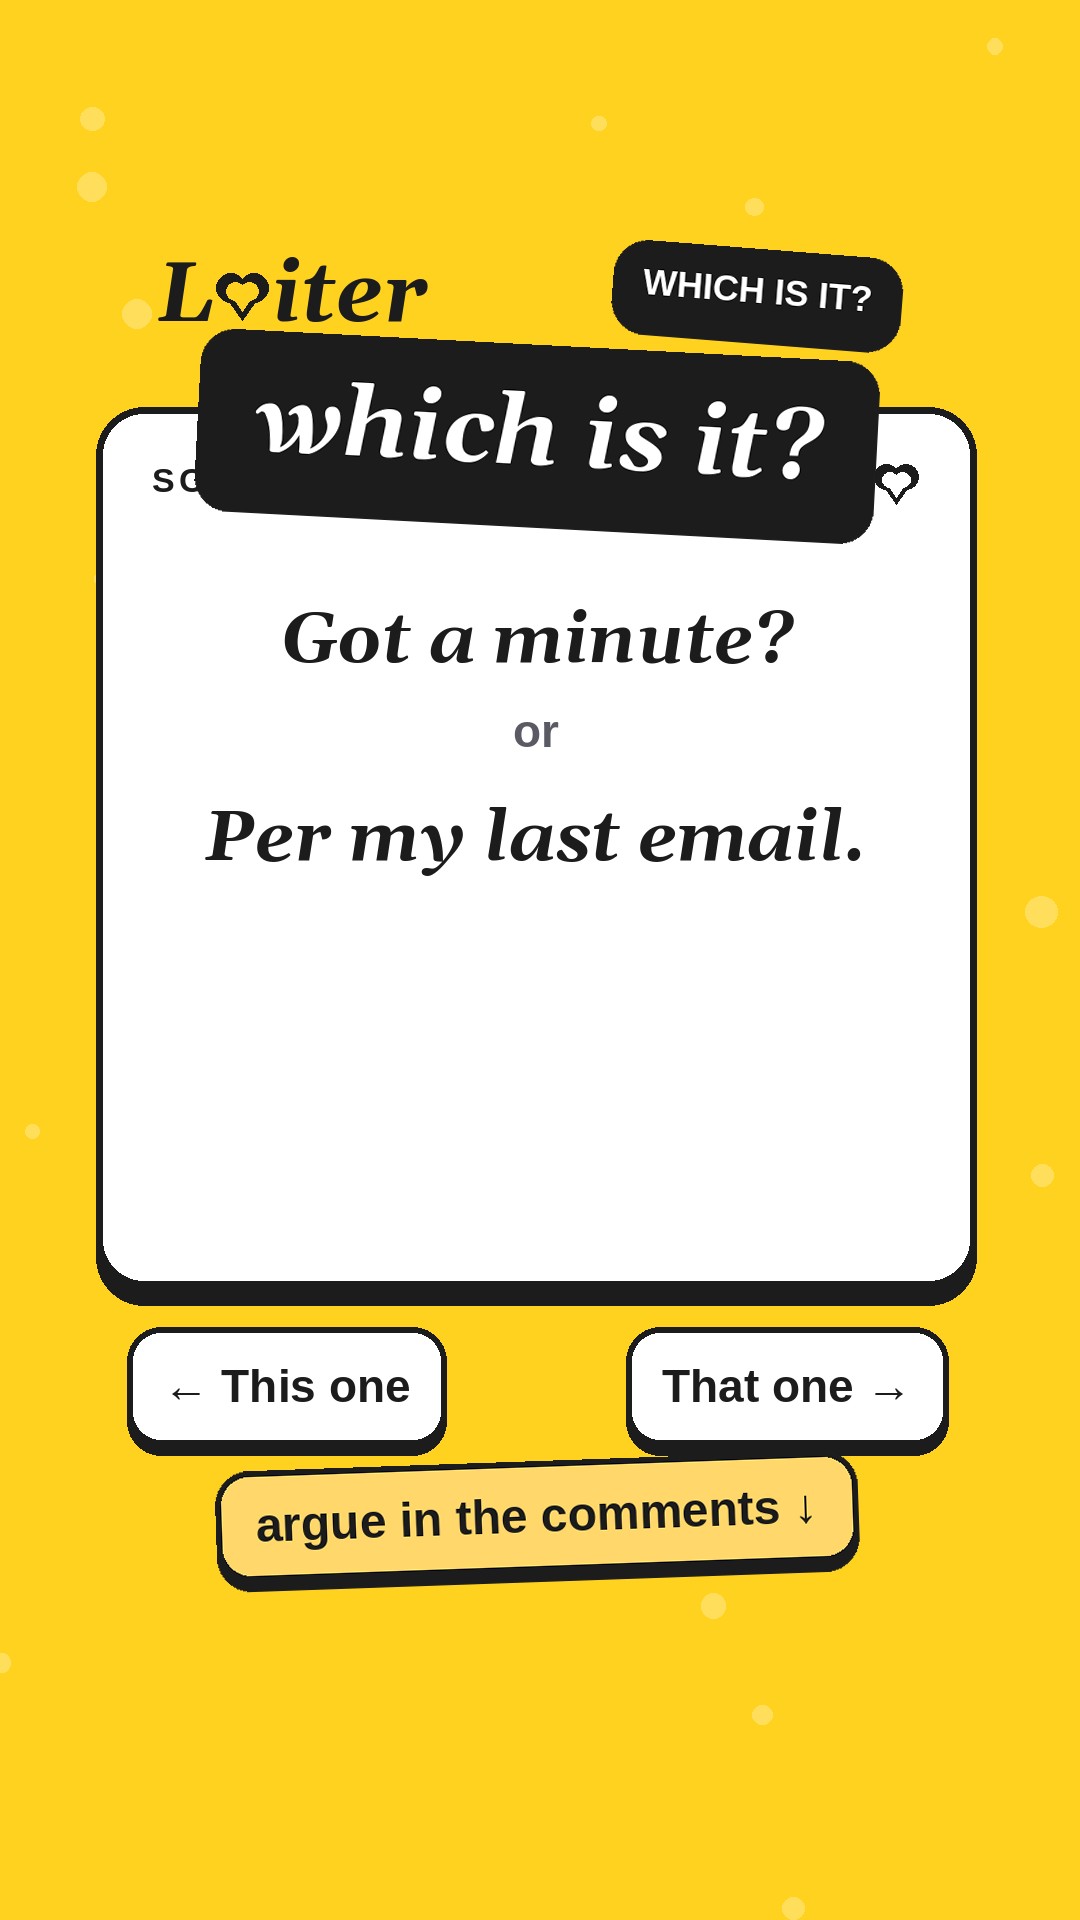 L♡iter
WHICH IS IT?
which is it?
Got a minute?
or
Per my last email.
← This one
That one →
argue in the comments ↓